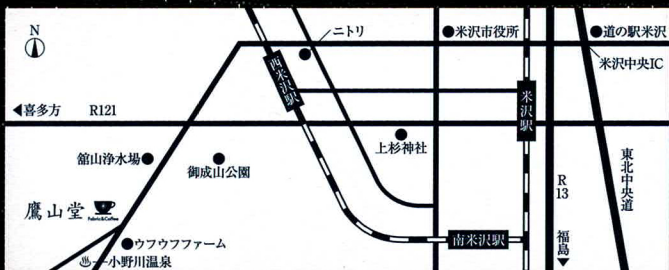 N
ニトリ
米沢市役所
道の駅米沢
米沢中央IC
西米沢駅
米沢駅
◀喜多方 R121
上杉神社
舘山浄水場
御成山公園
東北中央道
鷹山堂
Fabric&Coffee
R13
福島▼
南米沢駅
ウフウフファーム
小野川温泉